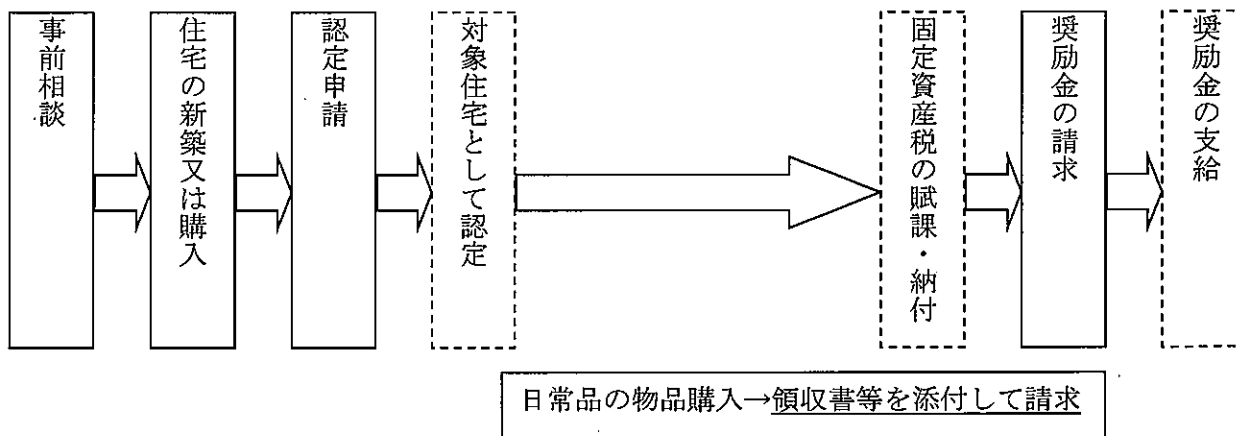 事前相談
住宅の新築又は購入
認定申請
対象住宅として認定
固定資産税の賦課・納付
奨励金の請求
奨励金の支給
日常品の物品購入→領収書等を添付して請求